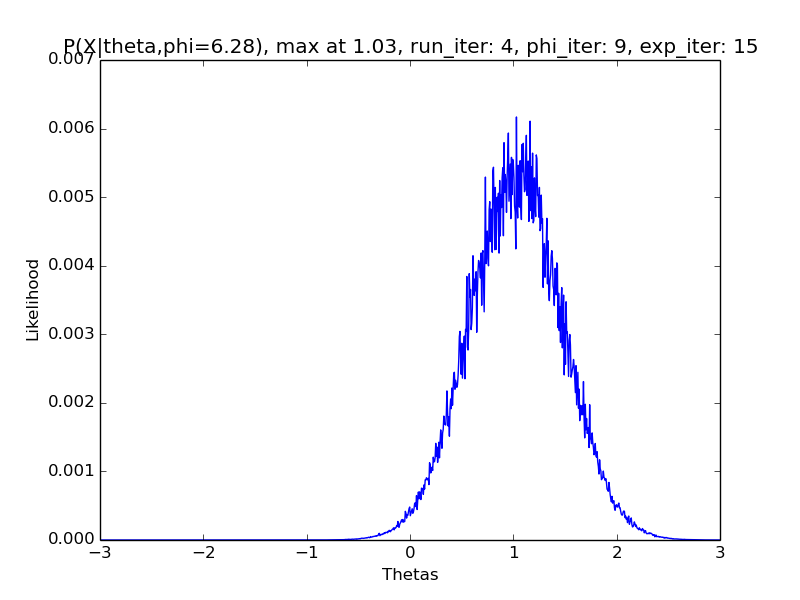 P(X|theta,phi=6.28), max at 1.03, run_iter: 4, phi_iter: 9, exp_iter: 15
0.007
0.006
0.005
0.004
0.003
0.002
0.001
0.000
Likelihood
−3 −2 −1 0 1 2 3
Thetas